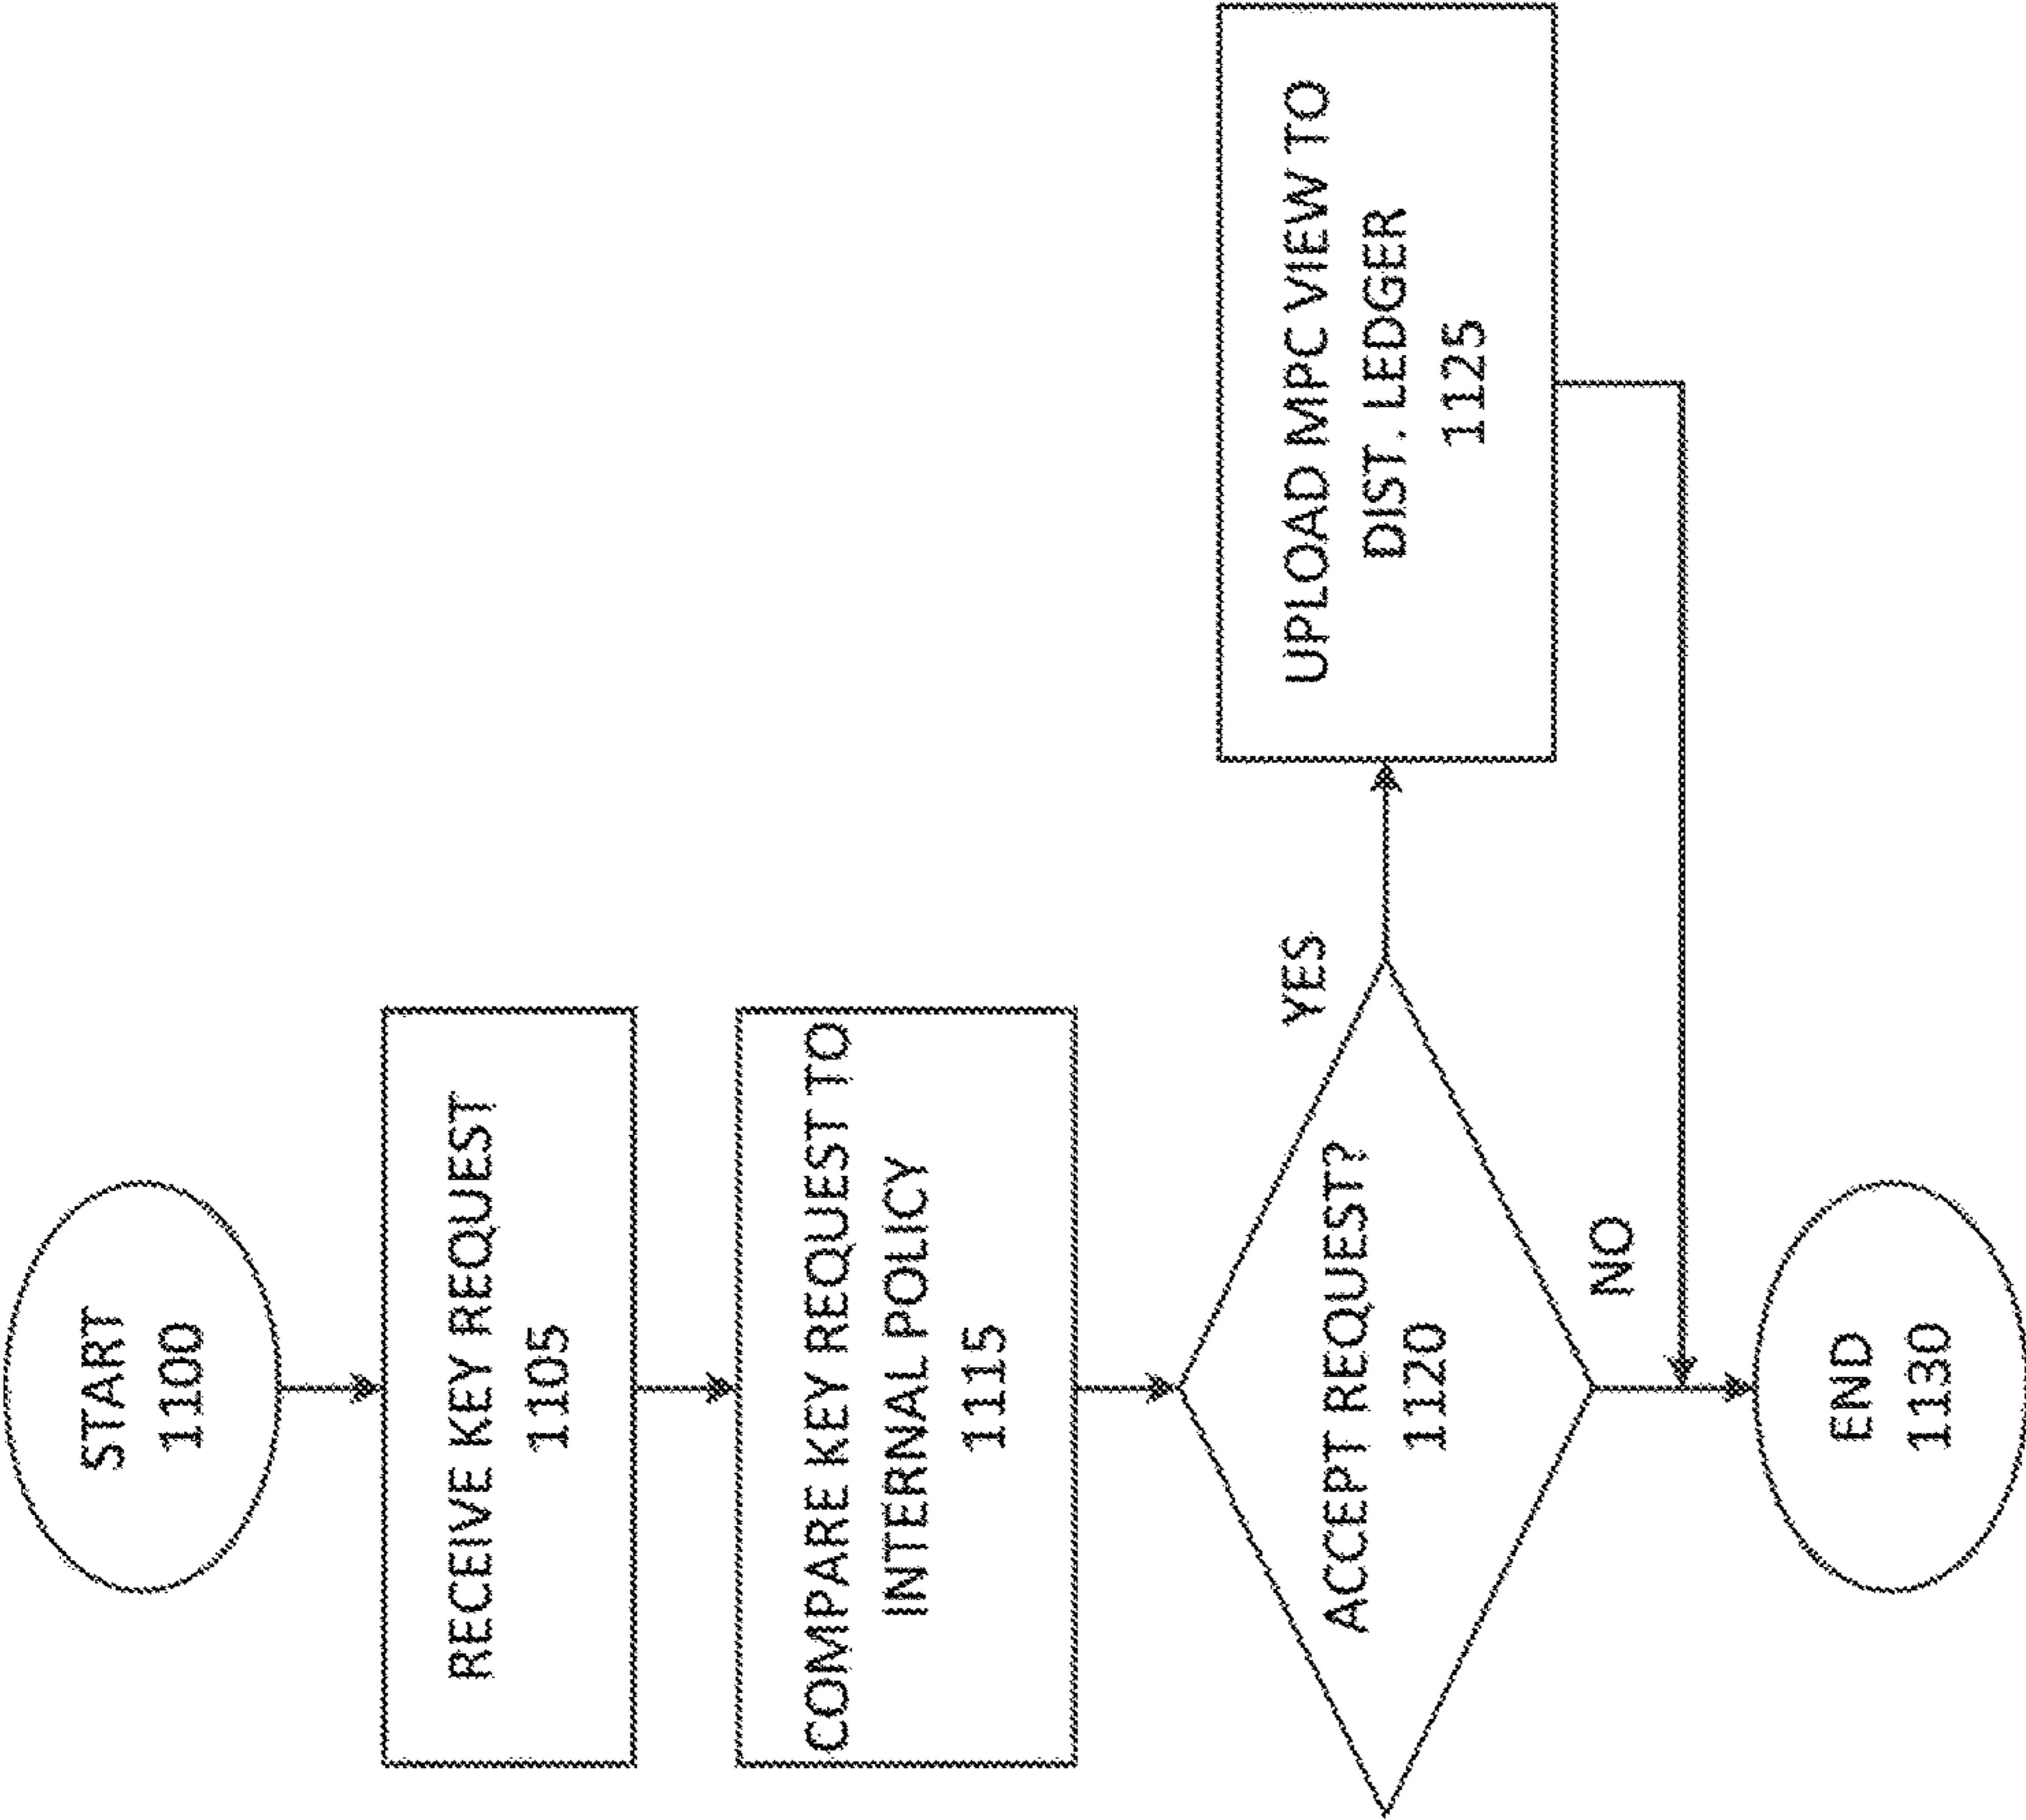 START
1100
RECEIVE KEY REQUEST
1105
COMPARE KEY REQUEST TO
INTERNAL POLICY
1115
ACCEPT REQUEST?
1120
YES
UPLOAD MPC VIEW TO
DIST. LEDGER
1125
NO
END
1130